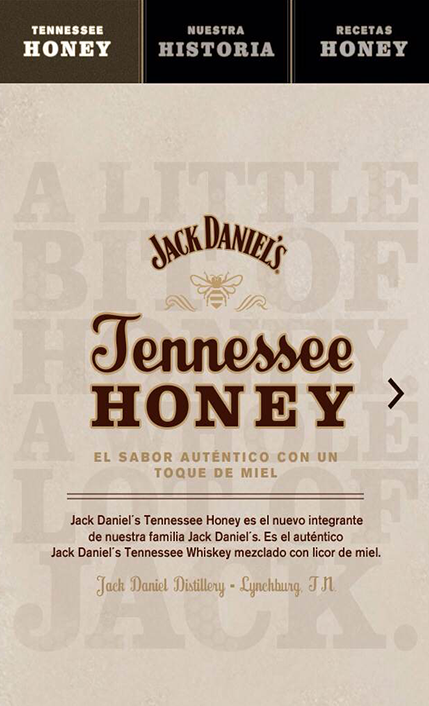 TENNESSEE
HONEY
NUESTRA
HISTORIA
RECETAS
HONEY
A LITTLE
BIT OF
HONEY.
A WHOLE
LOT OF
JACK.
JACK DANIEL'S
Tennessee
HONEY
EL SABOR AUTÉNTICO CON UN
TOQUE DE MIEL
Jack Daniel´s Tennessee Honey es el nuevo integrante
de nuestra familia Jack Daniel´s. Es el auténtico
Jack Daniel´s Tennessee Whiskey mezclado con licor de miel.
Jack Daniel Distillery - Lynchburg, TN